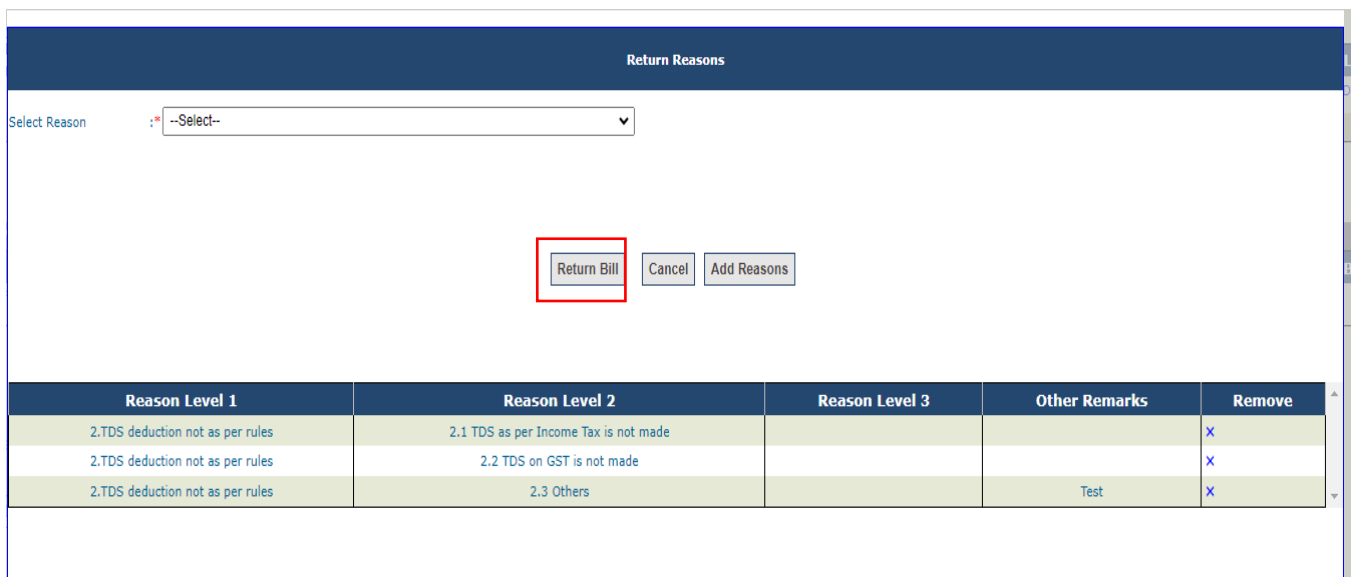 Return Reasons
Select Reason :* --Select--
Return Bill Cancel Add Reasons
Reason Level 1 Reason Level 2 Reason Level 3 Other Remarks Remove
2.TDS deduction not as per rules 2.1 TDS as per Income Tax is not made x
2.TDS deduction not as per rules 2.2 TDS on GST is not made x
2.TDS deduction not as per rules 2.3 Others Test x